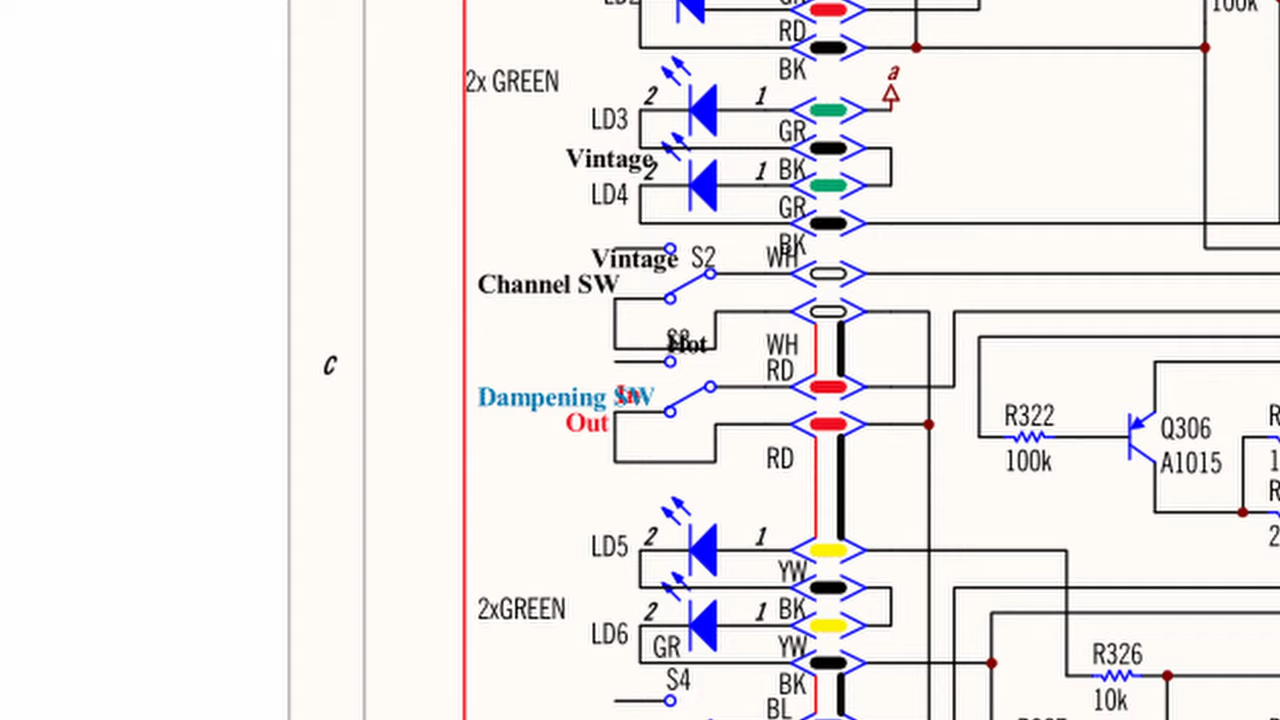 100k
RD
BK
2x GREEN
a
2
1
LD3
GR
Vintage
2
1
BK
LD4
GR
BK
Vintage
S2
WH
Channel SW
Hot
WH
C
RD
Dampening SW
In
Out
R322
100k
Q306
A1015
RD
LD5
2
1
YW
2xGREEN
2
1
BK
LD6
GR
YW
R326
S4
BK
10k
BL